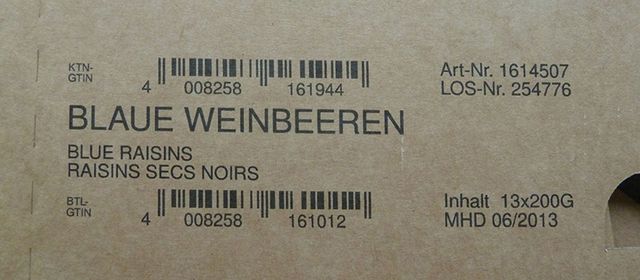 KTN-
GTIN
4 008258 161944
Art-Nr. 1614507
LOS-Nr. 254776
BLAUE WEINBEEREN
BLUE RAISINS
RAISINS SECS NOIRS
BTL-
GTIN
4 008258 161012
Inhalt 13x200G
MHD 06/2013